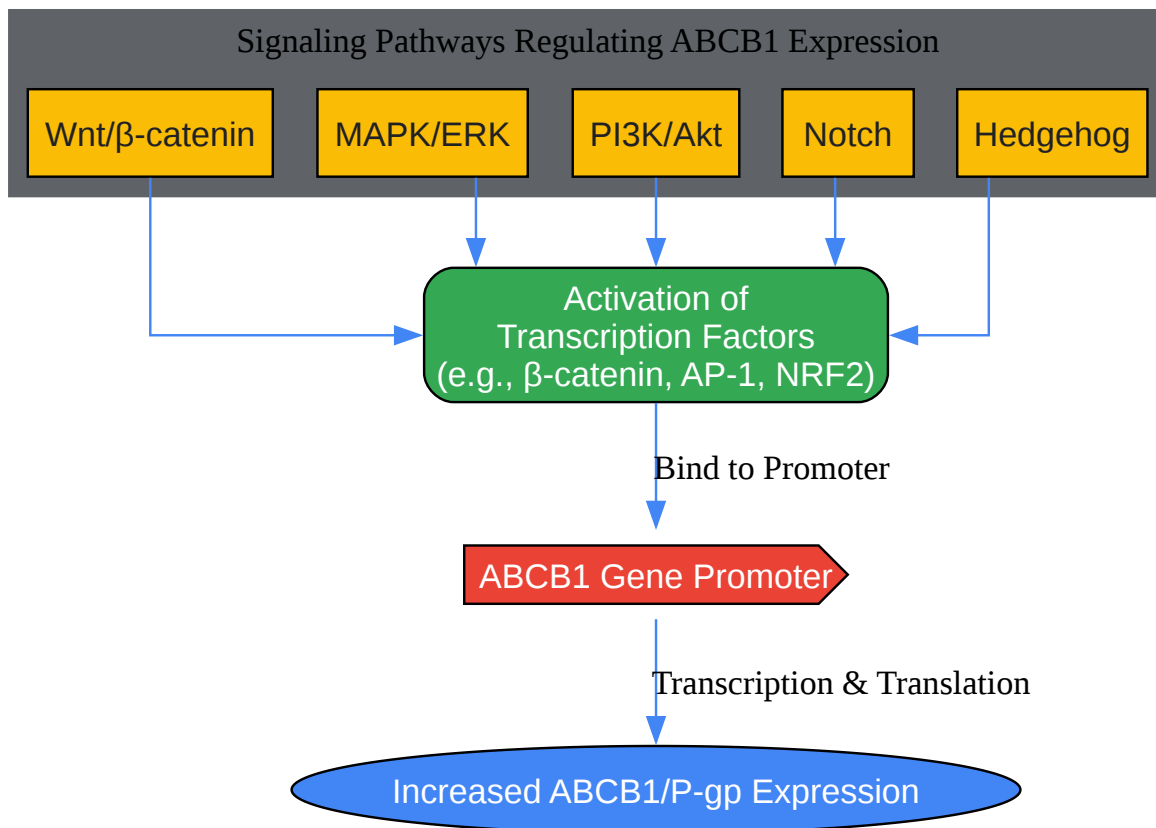 Signaling Pathways Regulating ABCB1 Expression
Wnt/β-catenin
MAPK/ERK
PI3K/Akt
Notch
Hedgehog
Activation of
Transcription Factors
(e.g., β-catenin, AP-1, NRF2)
Bind to Promoter
ABCB1 Gene Promoter
Transcription & Translation
Increased ABCB1/P-gp Expression